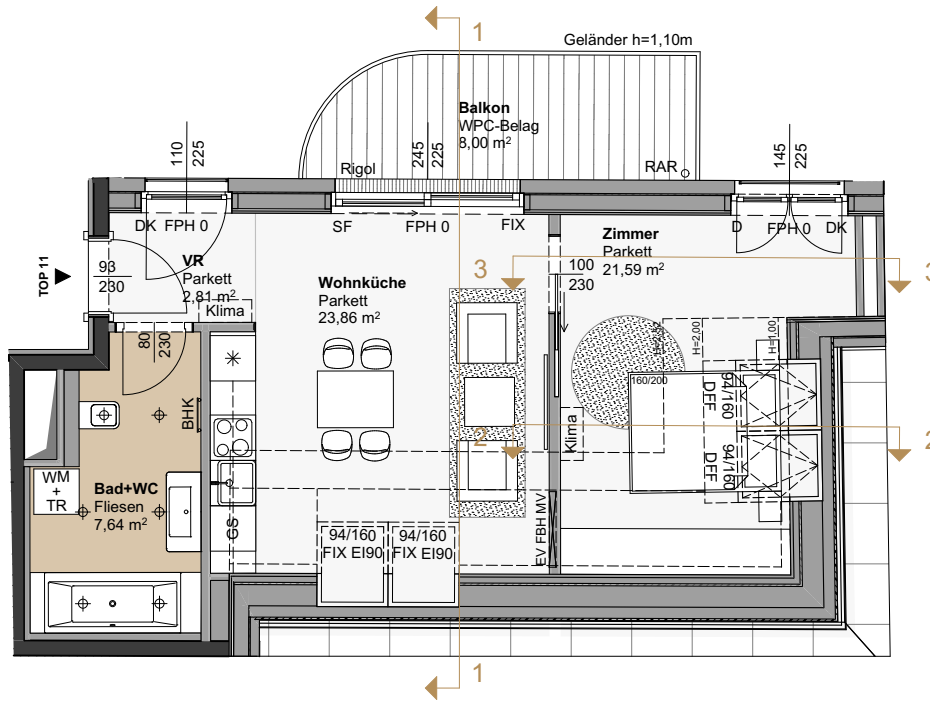 1
Geländer h=1,10m
Balkon
WPC-Belag
8,00 m²
110
225
245
225
145
225
Rigol
RAR
DK
FPH 0
SF
FPH 0
FIX
D
FPH 0
DK
TOP 11
93
230
VR
Parkett
2,81 m²
Klima
80
230
Wohnküche
Parkett
23,86 m²
3
100
230
Zimmer
Parkett
21,59 m²
3
H=2,52
H=2,00
H=1,00
160/200
94/160
DFF
94/160
DFF
BHK
2
Klima
2
WM
+
TR
Bad+WC
Fliesen
7,64 m²
GS
94/160
FIX EI90
94/160
FIX EI90
EV FBH MV
1